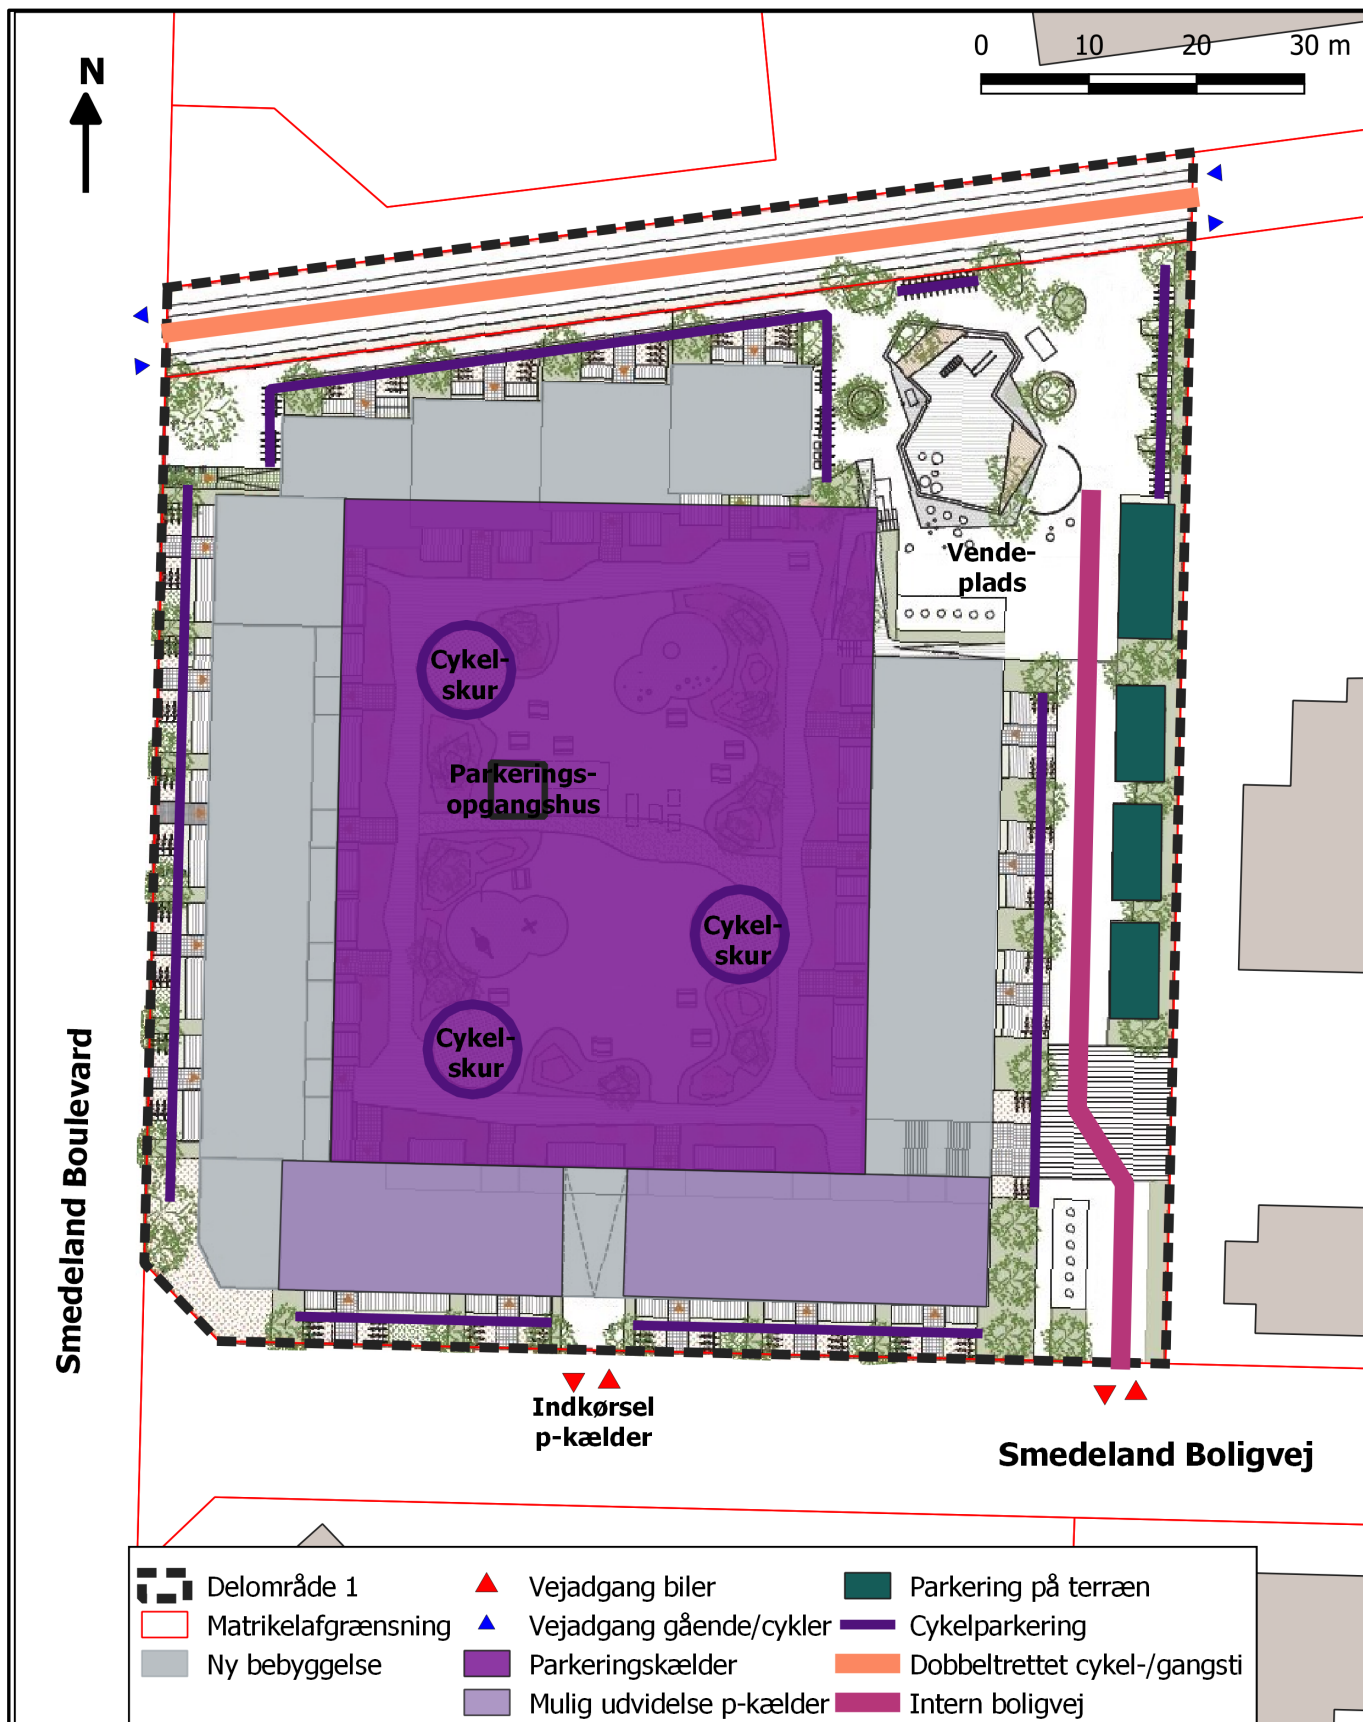 N
0 10 20 30 m
Vende-
plads
Cykel-
skur
Parkerings-
opgangshus
Cykel-
skur
Cykel-
skur
Smedeland Boulevard
Indkørsel
p-kælder
Smedeland Boligvej
Delområde 1
Matrikelafgrænsning
Ny bebyggelse
Vejadgang biler
Vejadgang gående/cykler
Parkeringskælder
Mulig udvidelse p-kælder
Parkering på terræn
Cykelparkering
Dobbeltrettet cykel-/gangsti
Intern boligvej